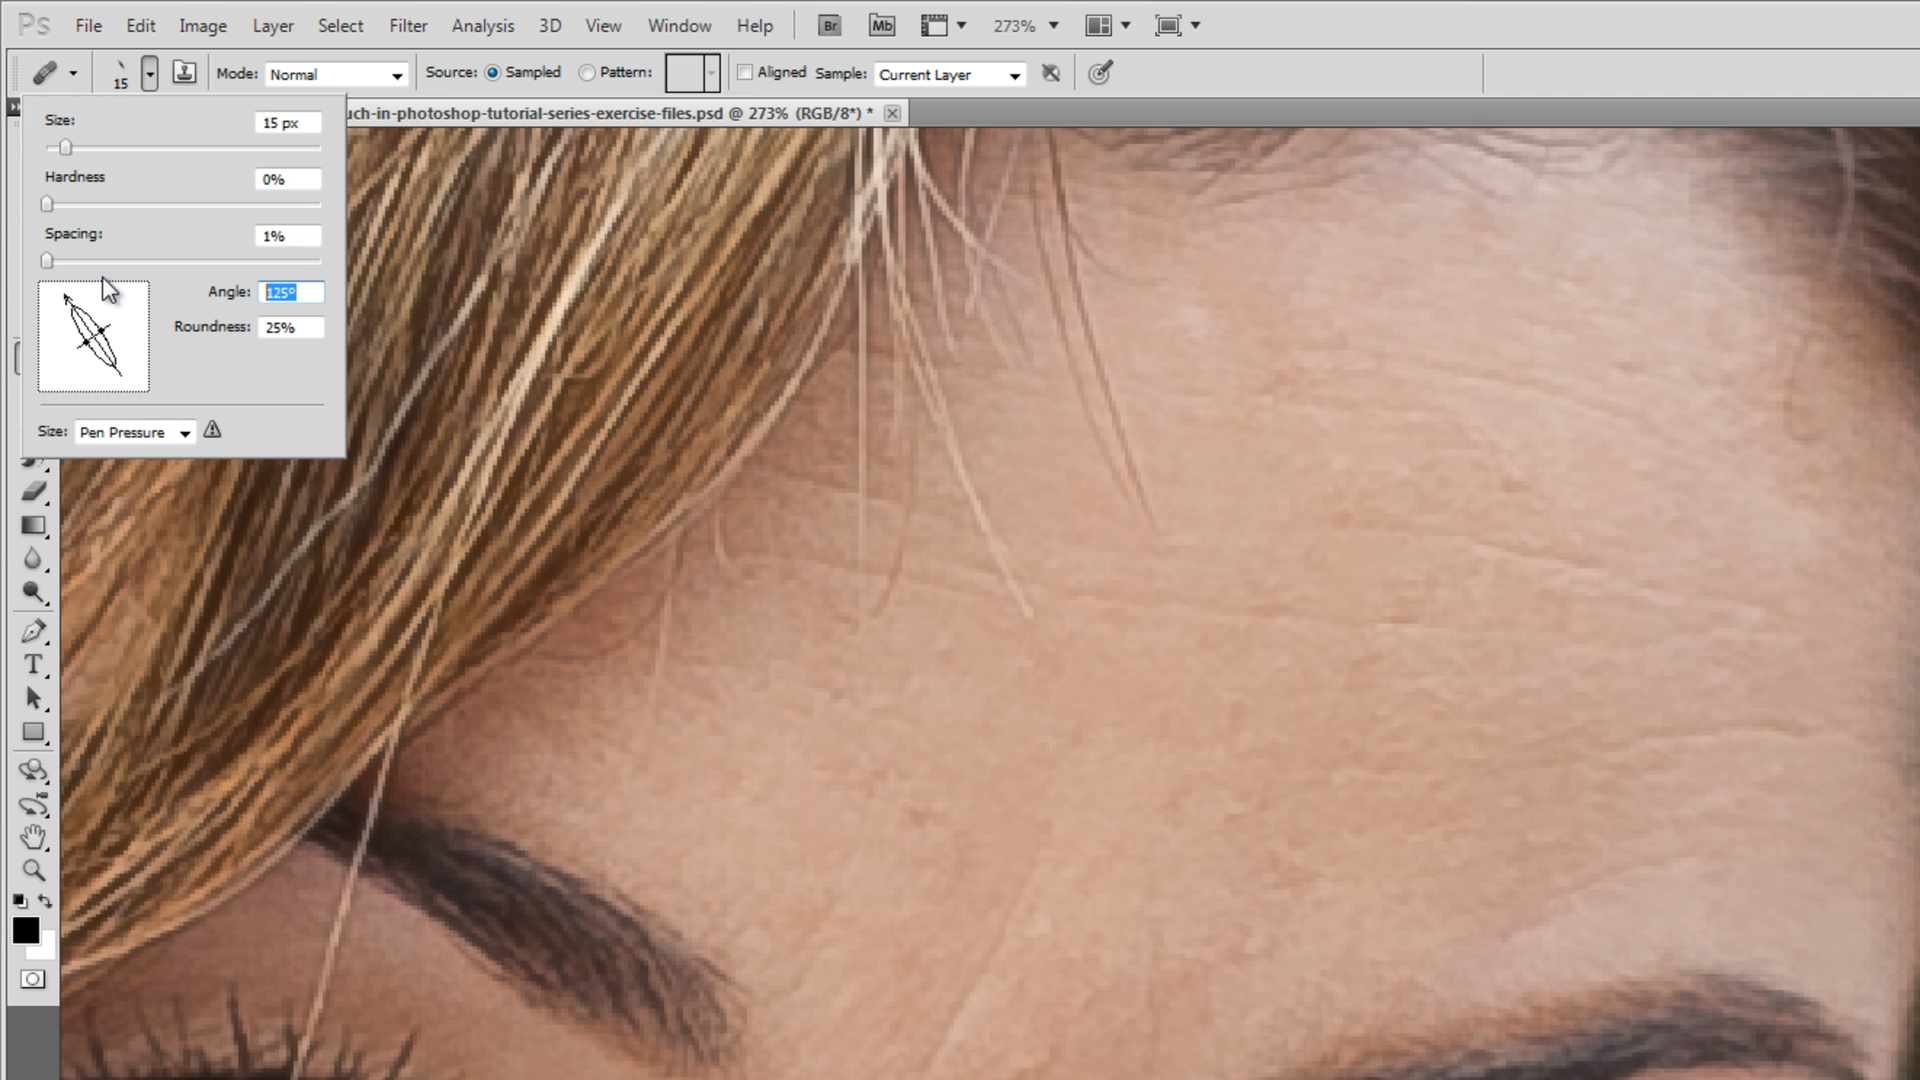 Ps File Edit Image Layer Select Filter Analysis 3D View Window Help Br Mb 273%
15 Mode: Normal Source: Sampled Pattern: Aligned Sample: Current Layer
uch-in-photoshop-tutorial-series-exercise-files.psd @ 273% (RGB/8*) *
Size: 15 px
Hardness 0%
Spacing: 1%
Angle: 125º
Roundness: 25%
Size: Pen Pressure
T